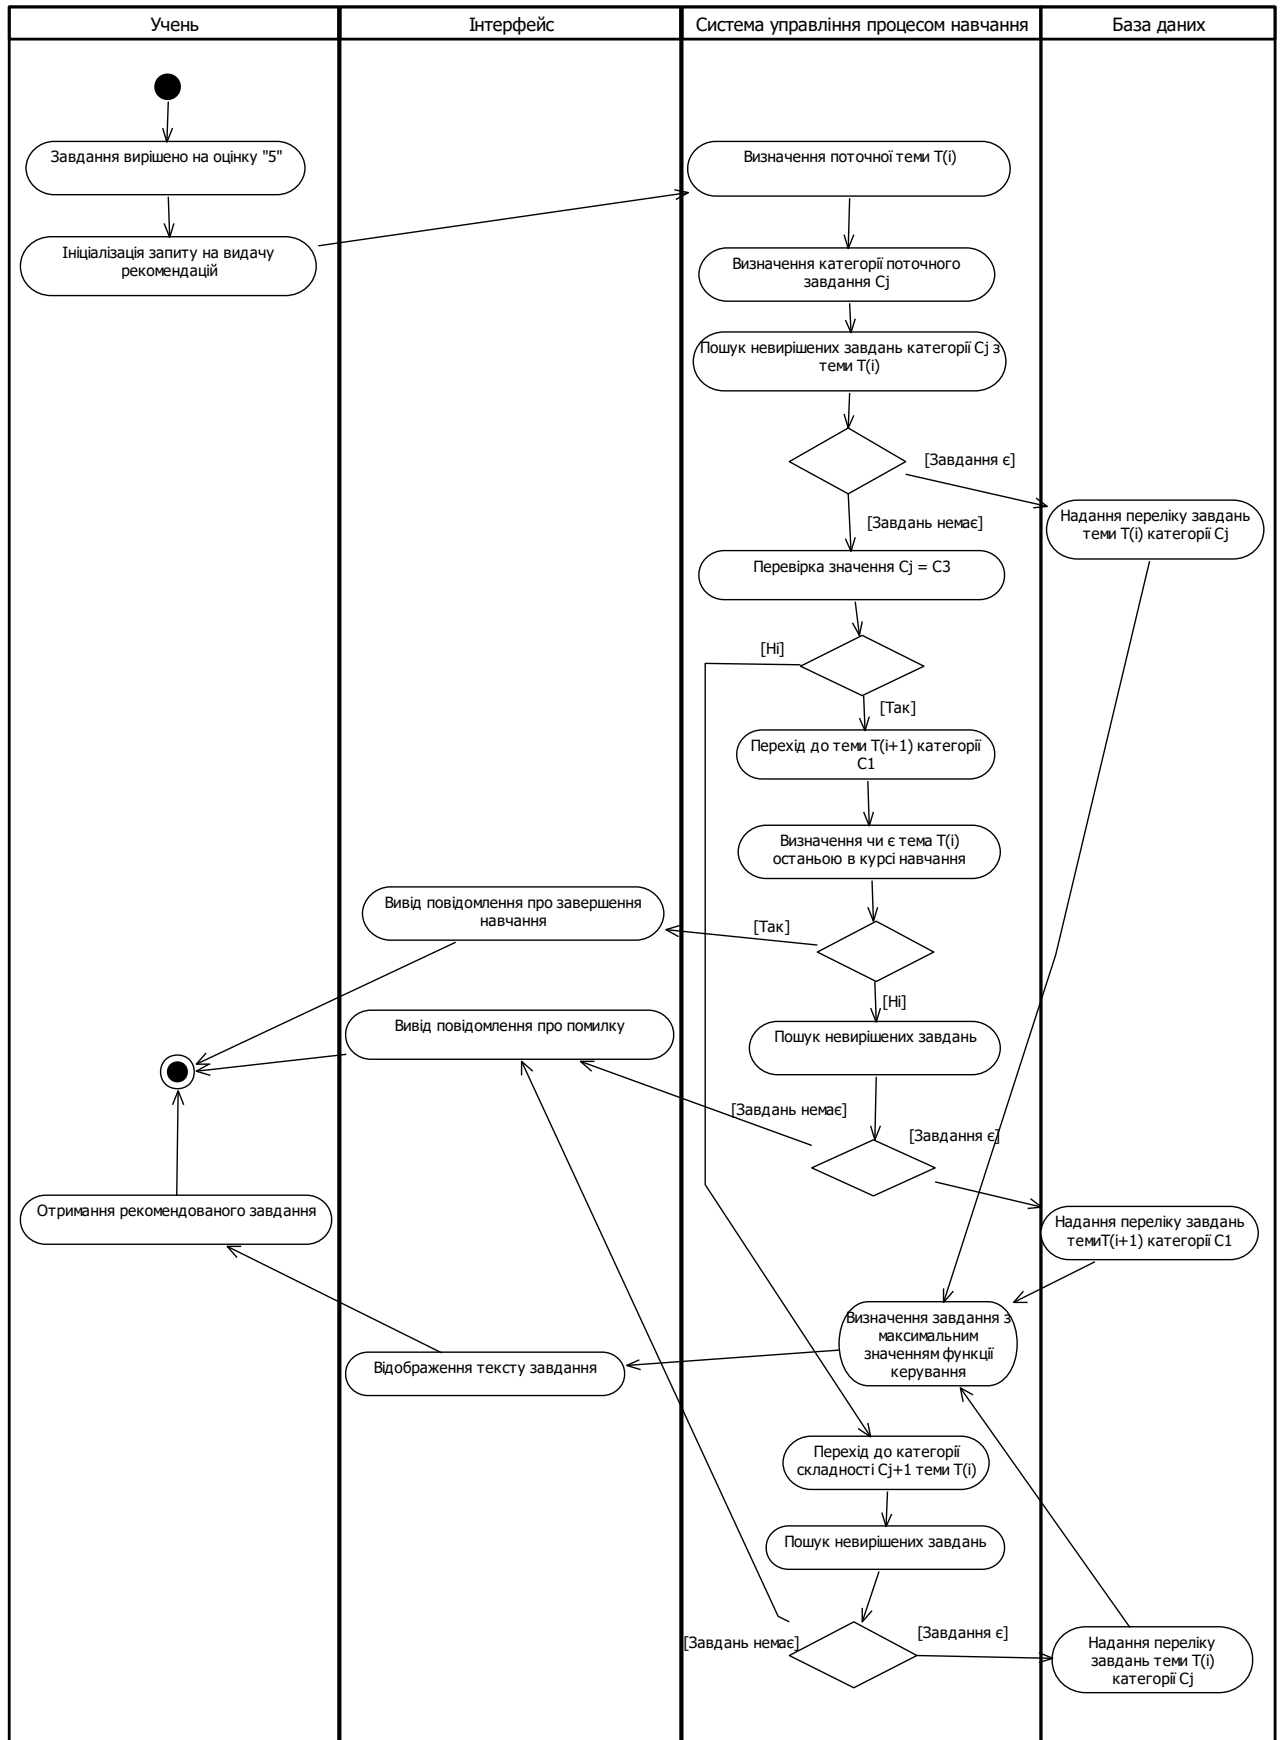 Учень
Інтерфейс
Система управління процесом навчання
База даних
Завдання вирішено на оцінку "5"
Визначення поточної теми T(i)
Ініціалізація запиту на видачу
рекомендацій
Визначення категорії поточного
завдання Cj
Пошук невирішених завдань категорії Cj з
теми T(i)
[Завдання є]
Надання переліку завдань
теми T(i) категорії Cj
[Завдань немає]
Перевірка значення Cj = C3
[Ні]
[Так]
Перехід до теми T(i+1) категорії
C1
Визначення чи є тема T(i)
останьою в курсі навчання
Вивід повідомлення про завершення
навчання
[Так]
[Ні]
Вивід повідомлення про помилку
Пошук невирішених завдань
[Завдань немає]
[Завдання є]
Отримання рекомендованого завдання
Надання переліку завдань
темиT(i+1) категорії C1
Визначення завдання з
максимальним
значенням функції
керування
Відображення тексту завдання
Перехід до категорії
складності Cj+1 теми T(i)
Пошук невирішених завдань
[Завдань немає]
[Завдання є]
Надання переліку
завдань теми T(i)
категорії Cj